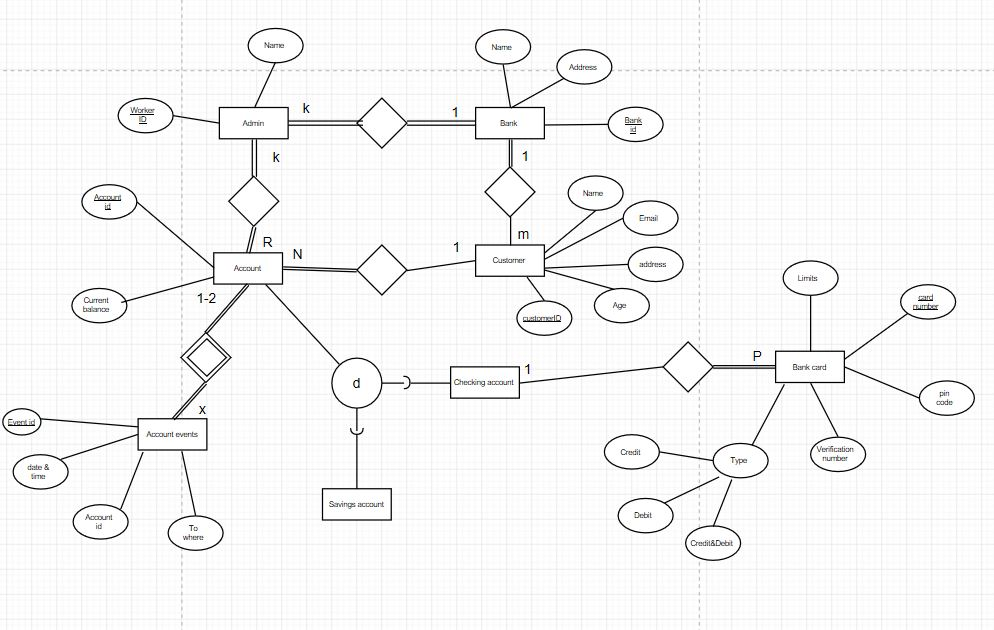 Name
Name
Address
Worker
ID
k
1
Admin
Bank
Bank
id
k
1
Account
id
Name
Email
R
N
1
m
Account
Customer
address
Limits
Current
balance
1-2
customerID
Age
card
number
d
Checking account
1
P
Bank card
pin
code
Event id
x
Account events
Credit
Type
Verification
number
date &
time
Savings account
Debit
Account
id
To
where
Credit&Debit